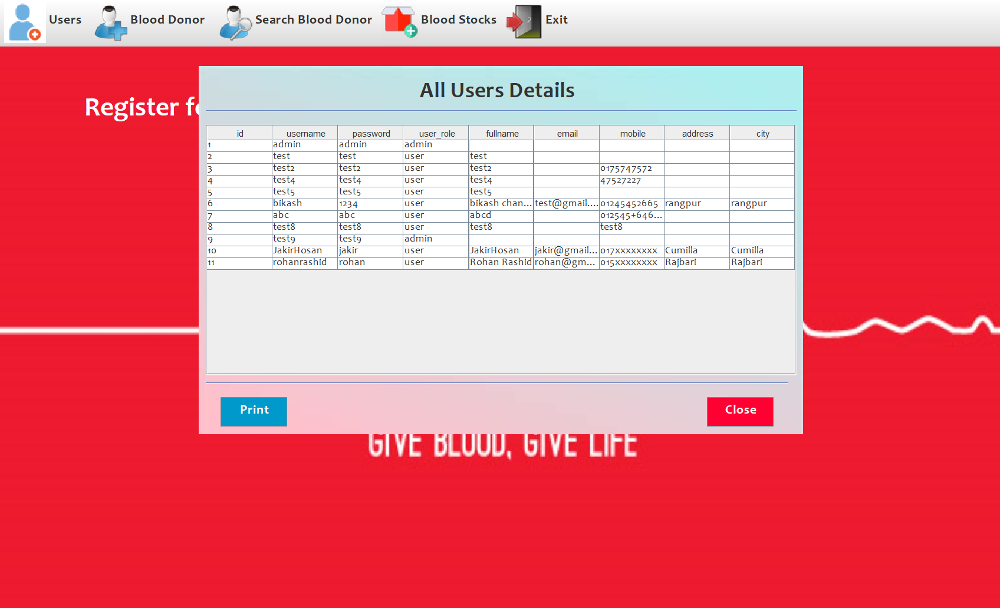 Users Blood Donor Search Blood Donor Blood Stocks Exit
Register
All Users Details
id username password user_role fullname email mobile address city
1 admin admin admin
2 test test user test
3 test2 test2 user test2 0175747572
4 test4 test4 user test4 47527227
5 test5 test5 user test5
6 bikash 1234 user bikash chan... test@gmail.... 01245452665 rangpur rangpur
7 abc abc user abcd 012545+646...
8 test8 test8 user test8 test8
9 test9 test9 admin
10 JakirHosan jakir user JakirHosan jakir@gmail... 017xxxxxxxx Cumilla Cumilla
11 rohanrashid rohan user Rohan Rashid rohan@gm... 015xxxxxxxx Rajbari Rajbari
Print Close
GIVE BLOOD, GIVE LIFE